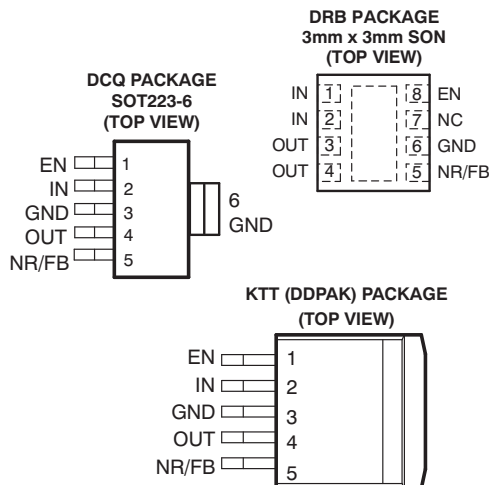 DRB PACKAGE
3mm x 3mm SON
(TOP VIEW)
IN 1 8 EN
IN 2 7 NC
OUT 3 6 GND
OUT 4 5 NR/FB
DCQ PACKAGE
SOT223-6
(TOP VIEW)
EN 1
IN 2
GND 3
OUT 4
NR/FB 5
6
GND
KTT (DDPAK) PACKAGE
(TOP VIEW)
EN 1
IN 2
GND 3
OUT 4
NR/FB 5